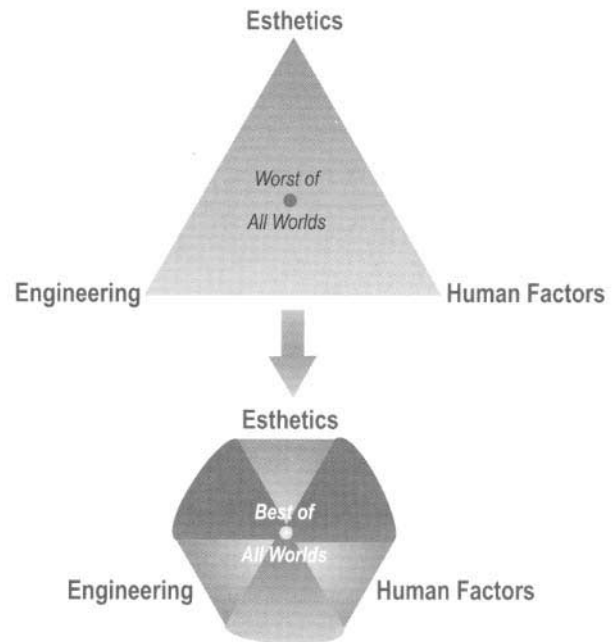 Esthetics
Worst of
All Worlds
Engineering
Human Factors
Esthetics
Best of
All Worlds
Engineering
Human Factors